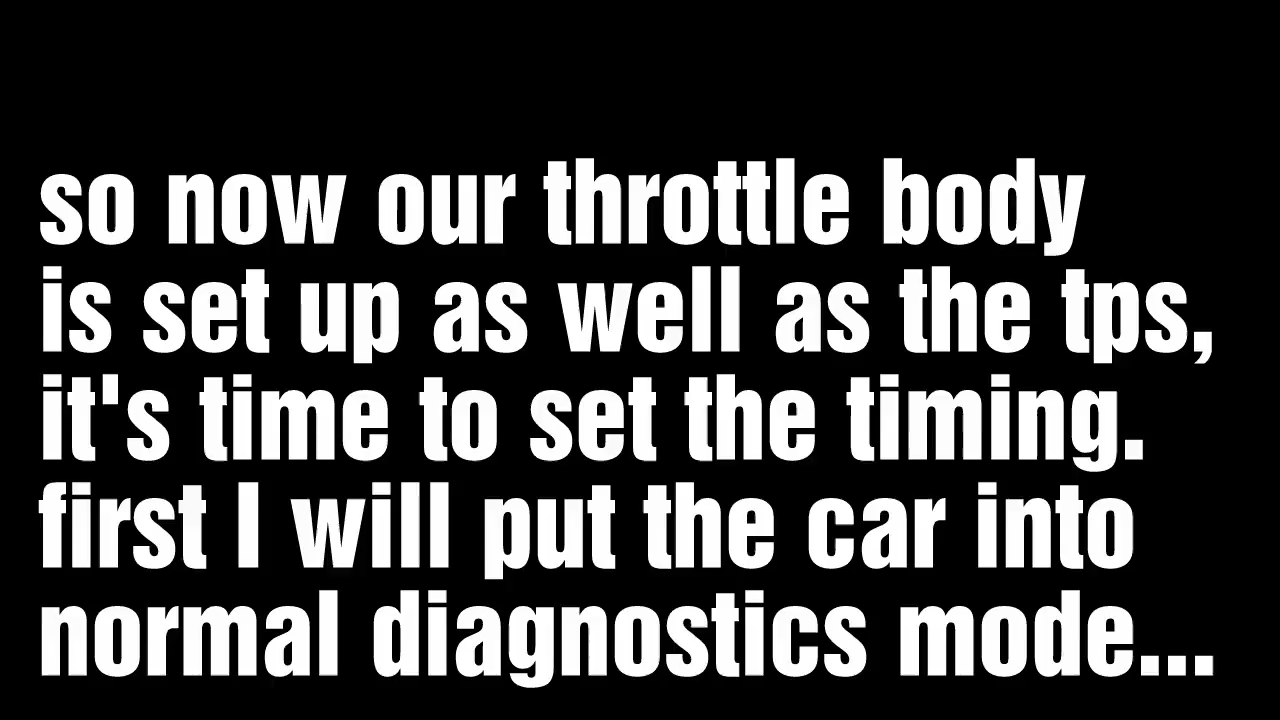 so now our throttle body
is set up as well as the tps,
it's time to set the timing.
first I will put the car into
normal diagnostics mode...